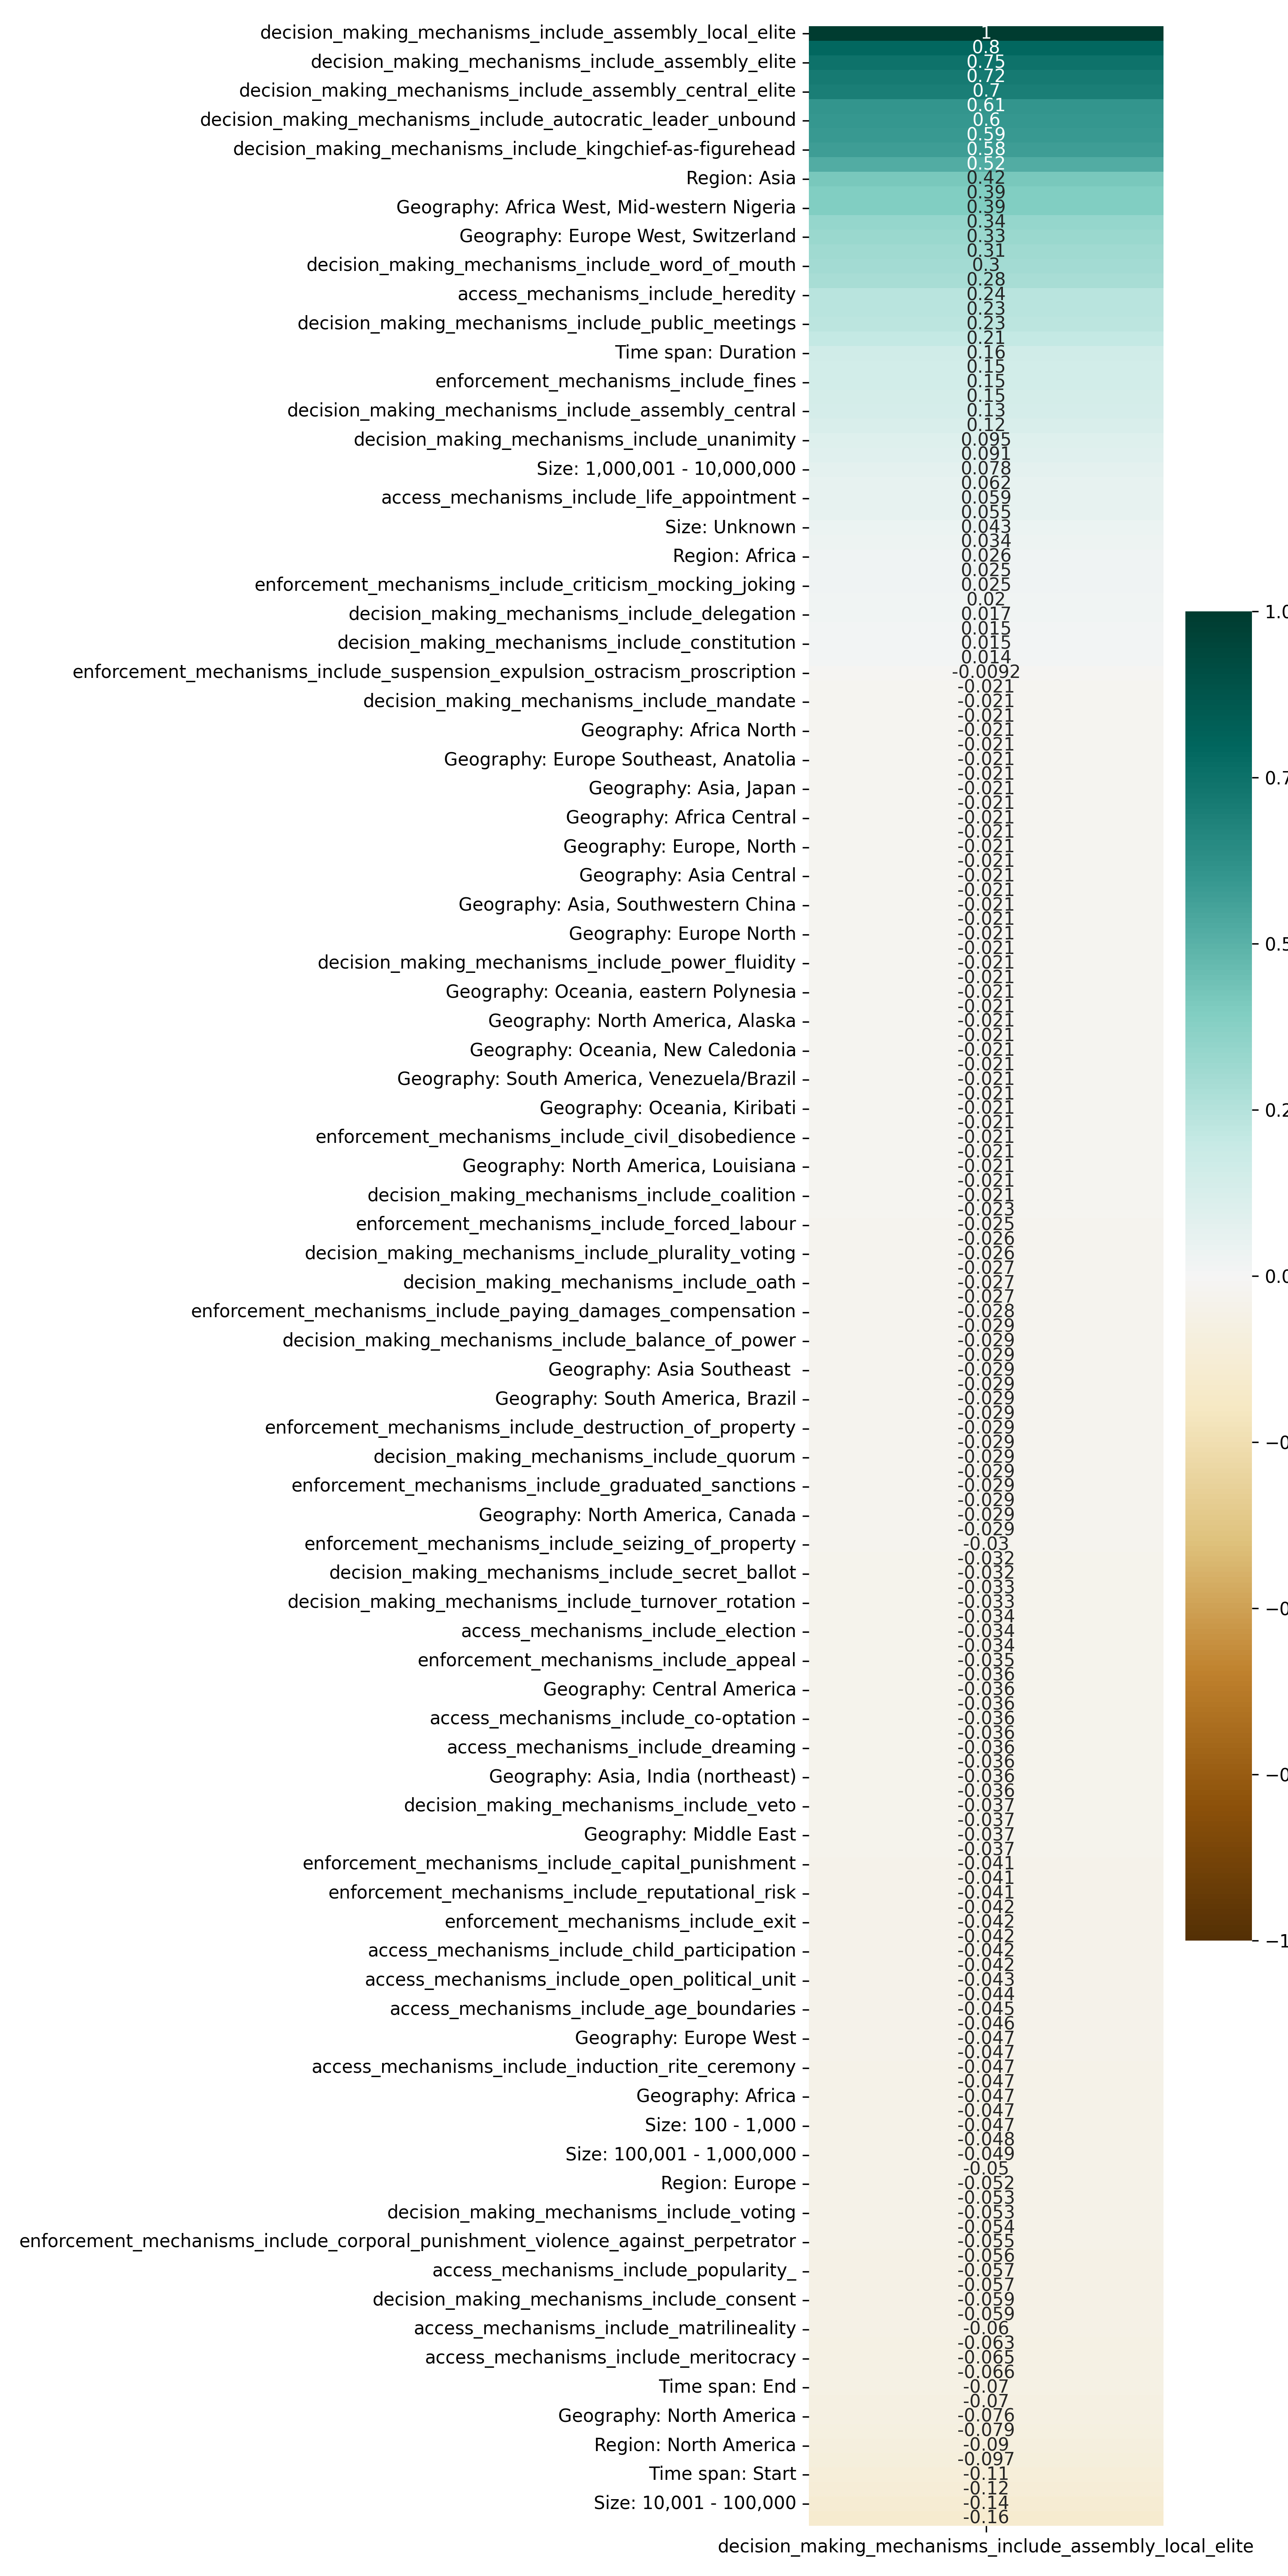 decision_making_mechanisms_include_assembly_local_elite 1
0.8
decision_making_mechanisms_include_assembly_elite 0.75
0.72
decision_making_mechanisms_include_assembly_central_elite 0.7
0.61
decision_making_mechanisms_include_autocratic_leader_unbound 0.6
0.59
decision_making_mechanisms_include_kingchief-as-figurehead 0.58
0.52
Region: Asia 0.42
0.39
Geography: Africa West, Mid-western Nigeria 0.39
0.34
Geography: Europe West, Switzerland 0.33
0.31
decision_making_mechanisms_include_word_of_mouth 0.3
0.28
access_mechanisms_include_heredity 0.24
0.23
decision_making_mechanisms_include_public_meetings 0.23
0.21
Time span: Duration 0.16
0.15
enforcement_mechanisms_include_fines 0.15
0.15
decision_making_mechanisms_include_assembly_central 0.13
0.12
decision_making_mechanisms_include_unanimity 0.095
0.091
Size: 1,000,001 - 10,000,000 0.078
0.062
access_mechanisms_include_life_appointment 0.059
0.055
Size: Unknown 0.043
0.034
Region: Africa 0.026
0.025
enforcement_mechanisms_include_criticism_mocking_joking 0.025
0.02
decision_making_mechanisms_include_delegation 0.017
0.015
decision_making_mechanisms_include_constitution 0.015
0.014
enforcement_mechanisms_include_suspension_expulsion_ostracism_proscription -0.0092
-0.021
decision_making_mechanisms_include_mandate -0.021
-0.021
Geography: Africa North -0.021
-0.021
Geography: Europe Southeast, Anatolia -0.021
-0.021
Geography: Asia, Japan -0.021
-0.021
Geography: Africa Central -0.021
-0.021
Geography: Europe, North -0.021
-0.021
Geography: Asia Central -0.021
-0.021
Geography: Asia, Southwestern China -0.021
-0.021
Geography: Europe North -0.021
-0.021
decision_making_mechanisms_include_power_fluidity -0.021
-0.021
Geography: Oceania, eastern Polynesia -0.021
-0.021
Geography: North America, Alaska -0.021
-0.021
Geography: Oceania, New Caledonia -0.021
-0.021
Geography: South America, Venezuela/Brazil -0.021
-0.021
Geography: Oceania, Kiribati -0.021
-0.021
enforcement_mechanisms_include_civil_disobedience -0.021
-0.021
Geography: North America, Louisiana -0.021
-0.021
decision_making_mechanisms_include_coalition -0.021
-0.023
enforcement_mechanisms_include_forced_labour -0.025
-0.026
decision_making_mechanisms_include_plurality_voting -0.026
-0.027
decision_making_mechanisms_include_oath -0.027
-0.027
enforcement_mechanisms_include_paying_damages_compensation -0.028
-0.029
decision_making_mechanisms_include_balance_of_power -0.029
-0.029
Geography: Asia Southeast -0.029
-0.029
Geography: South America, Brazil -0.029
-0.029
enforcement_mechanisms_include_destruction_of_property -0.029
-0.029
decision_making_mechanisms_include_quorum -0.029
-0.029
enforcement_mechanisms_include_graduated_sanctions -0.029
-0.029
Geography: North America, Canada -0.029
-0.029
enforcement_mechanisms_include_seizing_of_property -0.03
-0.032
decision_making_mechanisms_include_secret_ballot -0.032
-0.033
decision_making_mechanisms_include_turnover_rotation -0.033
-0.034
access_mechanisms_include_election -0.034
-0.034
enforcement_mechanisms_include_appeal -0.035
-0.036
Geography: Central America -0.036
-0.036
access_mechanisms_include_co-optation -0.036
-0.036
access_mechanisms_include_dreaming -0.036
-0.036
Geography: Asia, India (northeast) -0.036
-0.036
decision_making_mechanisms_include_veto -0.037
-0.037
Geography: Middle East -0.037
-0.037
enforcement_mechanisms_include_capital_punishment -0.041
-0.041
enforcement_mechanisms_include_reputational_risk -0.041
-0.042
enforcement_mechanisms_include_exit -0.042
-0.042
access_mechanisms_include_child_participation -0.042
-0.042
access_mechanisms_include_open_political_unit -0.043
-0.044
access_mechanisms_include_age_boundaries -0.045
-0.046
Geography: Europe West -0.047
-0.047
access_mechanisms_include_induction_rite_ceremony -0.047
-0.047
Geography: Africa -0.047
-0.047
Size: 100 - 1,000 -0.047
-0.048
Size: 100,001 - 1,000,000 -0.049
-0.05
Region: Europe -0.052
-0.053
decision_making_mechanisms_include_voting -0.053
-0.054
enforcement_mechanisms_include_corporal_punishment_violence_against_perpetrator -0.055
-0.056
access_mechanisms_include_popularity_ -0.057
-0.057
decision_making_mechanisms_include_consent -0.059
-0.059
access_mechanisms_include_matrilineality -0.06
-0.063
access_mechanisms_include_meritocracy -0.065
-0.066
Time span: End -0.07
-0.07
Geography: North America -0.076
-0.079
Region: North America -0.09
-0.097
Time span: Start -0.11
-0.12
Size: 10,001 - 100,000 -0.14
-0.16
decision_making_mechanisms_include_assembly_local_elite
1.0
0.7
0.5
0.2
0.0
−0
−0
−0
−1